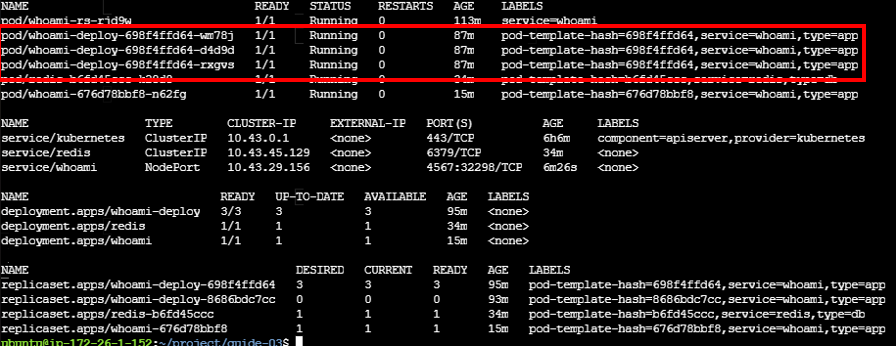 NAME READY STATUS RESTARTS AGE LABELS
pod/whoami-rs-rjd9w 1/1 Running 0 113m service=whoami
pod/whoami-deploy-698f4ffd64-wm78j 1/1 Running 0 87m pod-template-hash=698f4ffd64,service=whoami,type=app
pod/whoami-deploy-698f4ffd64-d4d9d 1/1 Running 0 87m pod-template-hash=698f4ffd64,service=whoami,type=app
pod/whoami-deploy-698f4ffd64-rxgvs 1/1 Running 0 87m pod-template-hash=698f4ffd64,service=whoami,type=app
1/1 Running 0 34m pod-template-hash=b6fd45ccc,service=redis,type=db
pod/whoami-676d78bbf8-n62fg 1/1 Running 0 15m pod-template-hash=676d78bbf8,service=whoami,type=app
NAME TYPE CLUSTER-IP EXTERNAL-IP PORT(S) AGE LABELS
service/kubernetes ClusterIP 10.43.0.1 <none> 443/TCP 6h6m component=apiserver,provider=kubernetes
service/redis ClusterIP 10.43.45.129 <none> 6379/TCP 34m <none>
service/whoami NodePort 10.43.29.156 <none> 4567:32298/TCP 6m26s <none>
NAME READY UP-TO-DATE AVAILABLE AGE LABELS
deployment.apps/whoami-deploy 3/3 3 3 95m <none>
deployment.apps/redis 1/1 1 1 34m <none>
deployment.apps/whoami 1/1 1 1 15m <none>
NAME DESIRED CURRENT READY AGE LABELS
replicaset.apps/whoami-deploy-698f4ffd64 3 3 3 95m pod-template-hash=698f4ffd64,service=whoami,type=app
replicaset.apps/whoami-deploy-8686bdc7cc 0 0 0 93m pod-template-hash=8686bdc7cc,service=whoami,type=app
replicaset.apps/redis-b6fd45ccc 1 1 1 34m pod-template-hash=b6fd45ccc,service=redis,type=db
replicaset.apps/whoami-676d78bbf8 1 1 1 15m pod-template-hash=676d78bbf8,service=whoami,type=app
ubuntu@ip-172-26-1-152:~/project/guide-03$